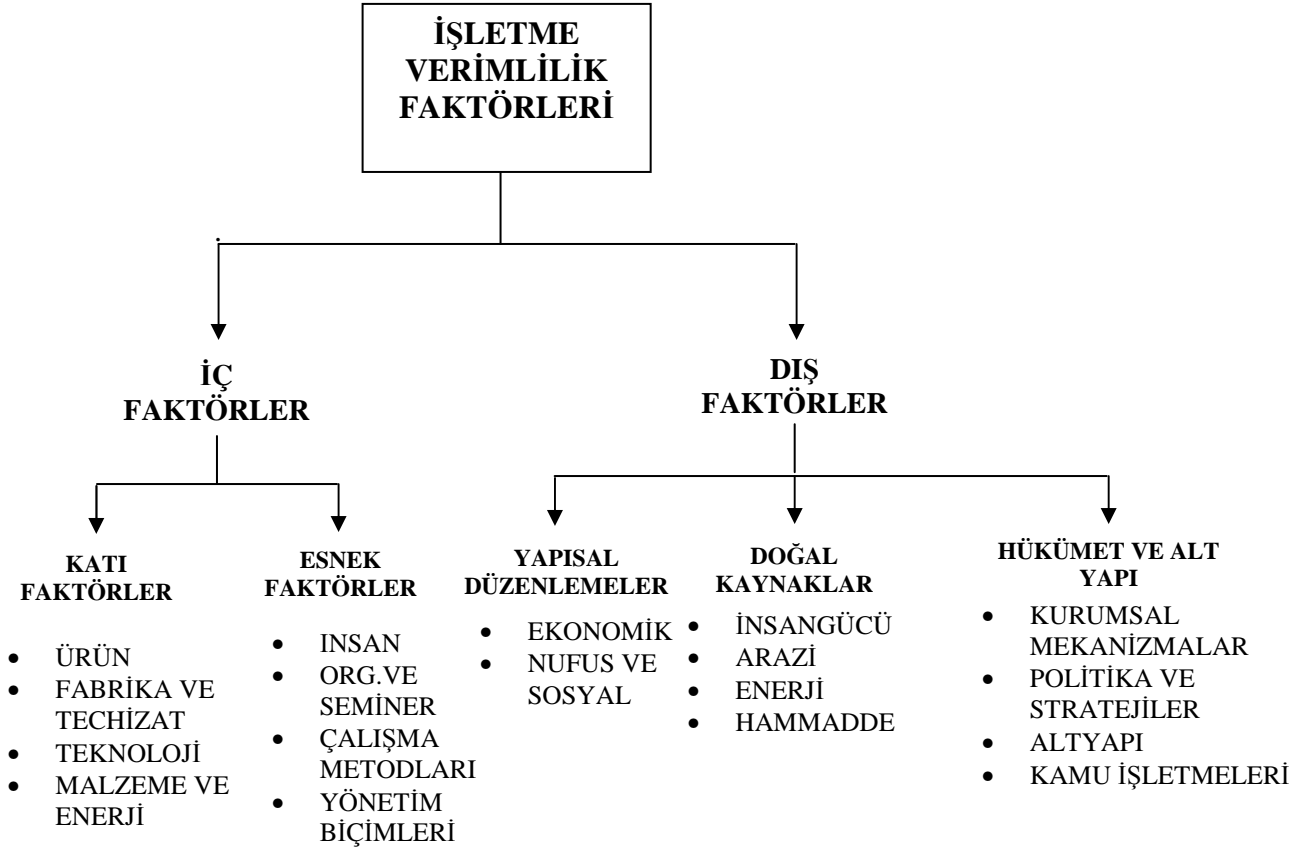 İŞLETME
VERİMLİLİK
FAKTÖRLERİ
İÇ
FAKTÖRLER
DIŞ
FAKTÖRLER
KATI
FAKTÖRLER
• ÜRÜN
• FABRİKA VE
TECHİZAT
• TEKNOLOJİ
• MALZEME VE
ENERJİ
ESNEK
FAKTÖRLER
• INSAN
• ORG.VE
SEMİNER
• ÇALIŞMA
METODLARI
• YÖNETİM
BİÇİMLERİ
YAPISAL
DÜZENLEMELER
• EKONOMİK
• NUFUS VE
SOSYAL
DOĞAL
KAYNAKLAR
• İNSANGÜCÜ
• ARAZİ
• ENERJİ
• HAMMADDE
HÜKÜMET VE ALT
YAPI
• KURUMSAL
MEKANİZMALAR
• POLİTİKA VE
STRATEJİLER
• ALTYAPI
• KAMU İŞLETMELERİ